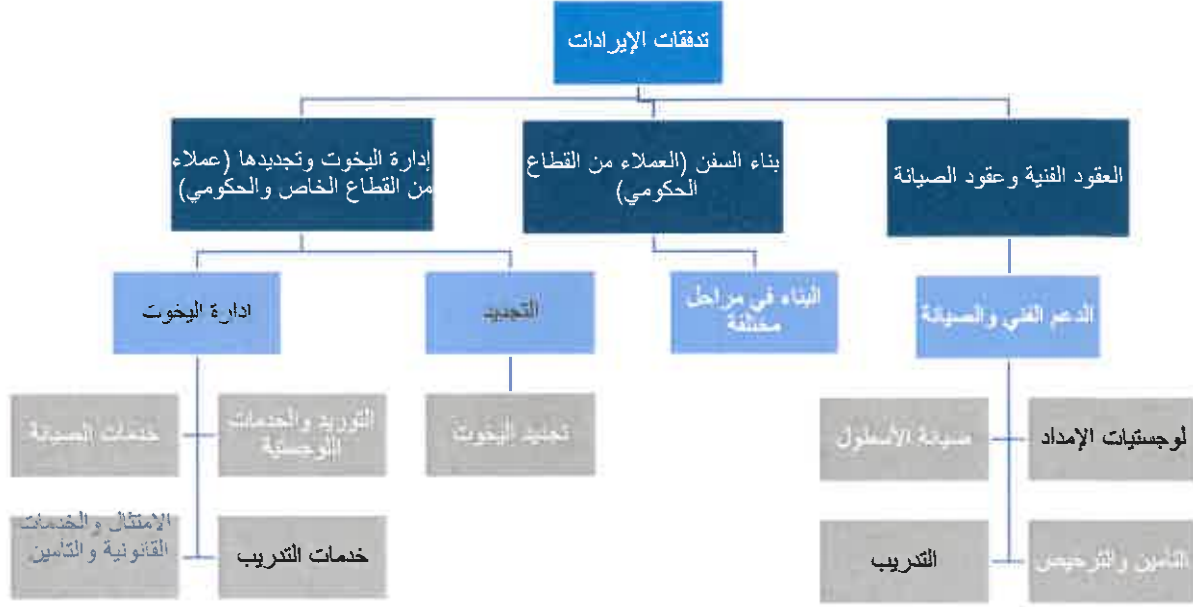 تدفقات الإيرادات
العقود الفنية وعقود الصيانة
بناء السفن (العملاء من القطاع
الحكومي)
إدارة اليخوت وتجديدها (عملاء
من القطاع الخاص والحكومي)
الدعم الفني والصيانة
البناء في مراحل
مختلفة
التجديد
ادارة اليخوت
لوجستيات الإمداد
صيانة الأسطول
تجديد اليخوت
التوريد والخدمات
اللوجستية
خدمات الصيانة
التأمين والترخيص
التدريب
خدمات التدريب
الامتثال والخدمات
القانونية والتأمين